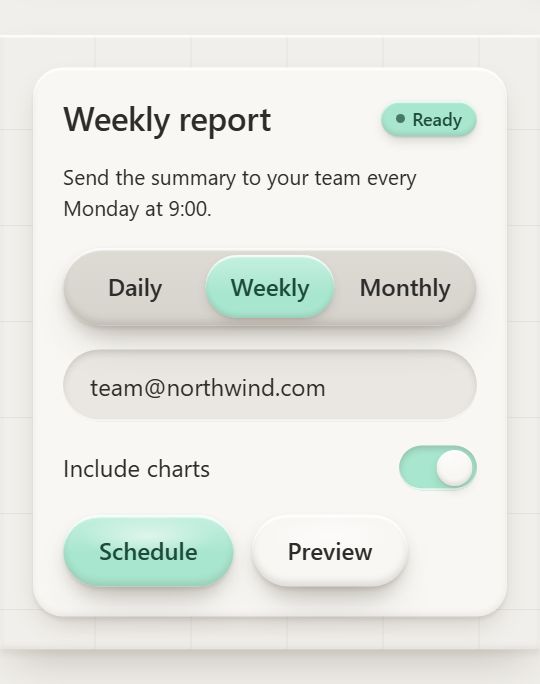 Weekly report
Ready
Send the summary to your team every
Monday at 9:00.
Daily Weekly Monthly
team@northwind.com
Include charts
Schedule Preview